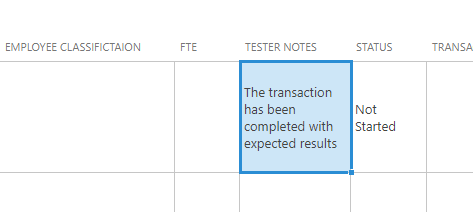 EMPLOYEE CLASSIFICTAION FTE TESTER NOTES STATUS TRANSA
The transaction
has been
completed with
expected results
Not
Started